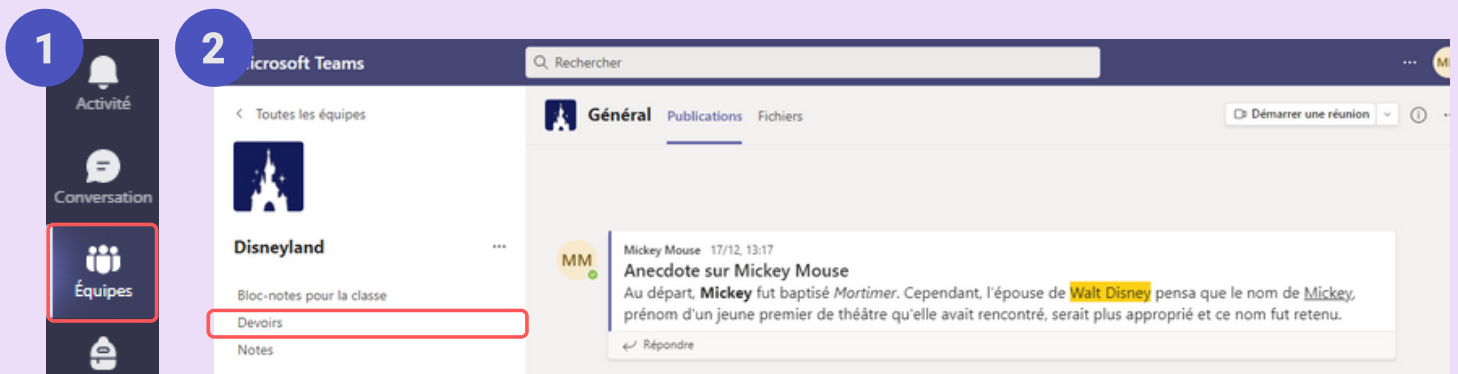 1
Activité
Conversation
Équipes
2
icrosoft Teams
Rechercher
Toutes les équipes
Disneyland
Bloc-notes pour la classe
Devoirs
Notes
Général Publications Fichiers
Démarrer une réunion
MM
Mickey Mouse 17/12, 13:17
Anecdote sur Mickey Mouse
Au départ, Mickey fut baptisé Mortimer. Cependant, l'épouse de Walt Disney pensa que le nom de Mickey,
prénom d'un jeune premier de théâtre qu'elle avait rencontré, serait plus approprié et ce nom fut retenu.
Répondre